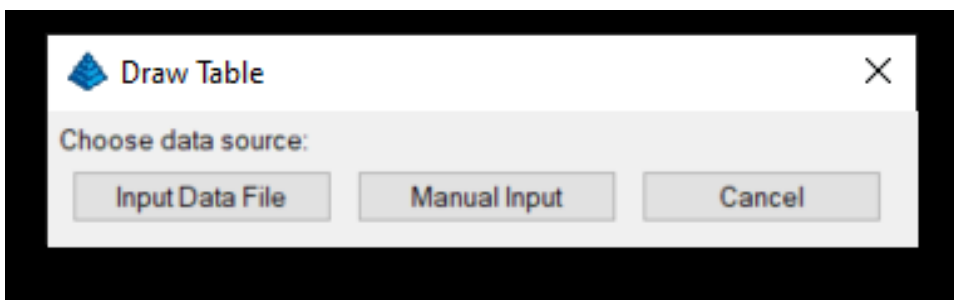 Draw Table
Choose data source:
Input Data File Manual Input Cancel